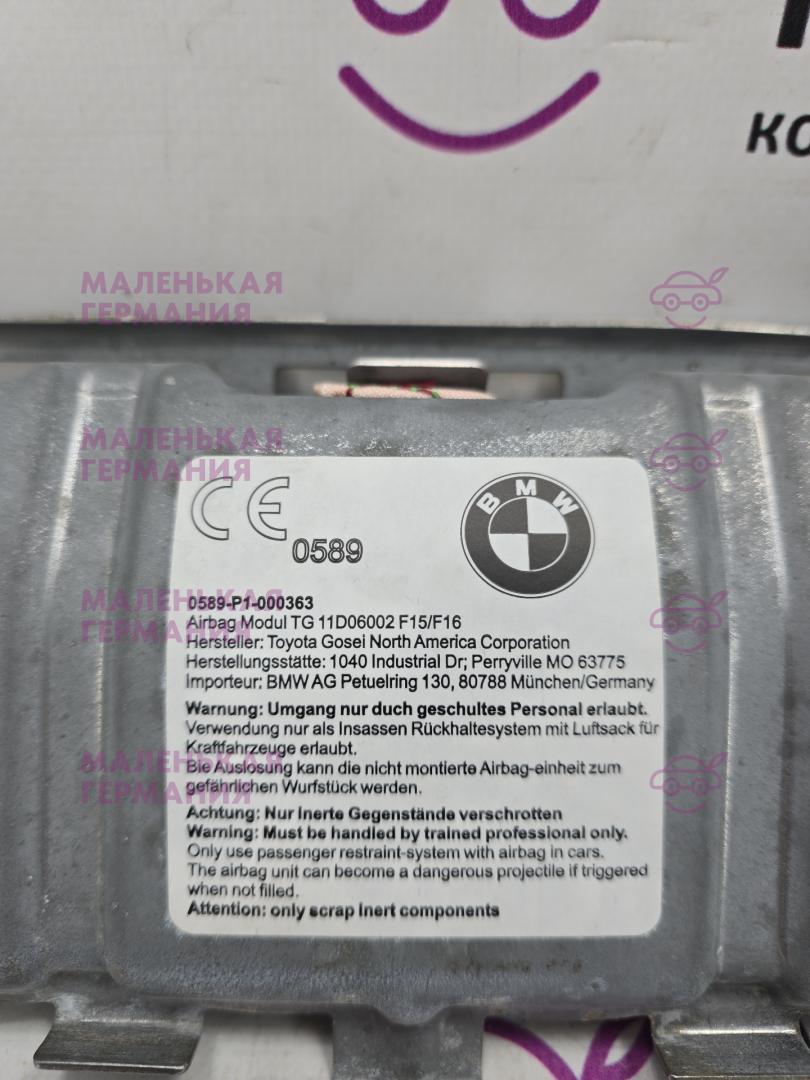 ко
МАЛЕНЬКАЯ
ГЕРМАНИЯ
МАЛЕНЬКАЯ
ГЕРМАНИЯ
CE
0589
BMW
0589-P1-000363
Airbag Modul TG 11D06002 F15/F16
МАЛЕНЬКАЯ
ГЕРМАНИЯ
Hersteller: Toyota Gosei North America Corporation
Herstellungsstätte: 1040 Industrial Dr; Perryville MO 63775
Importeur: BMW AG Petuelring 130, 80788 München/Germany
Warnung: Umgang nur duch geschultes Personal erlaubt.
Verwendung nur als Insassen Rückhaltesystem mit Luftsack für
Kraftfahrzeuge erlaubt.
Bie Auslosung kann die nicht montierte Airbag-einheit zum
gefährlichen Wurfstück werden.
МАЛЕНЬКАЯ
ГЕРМАНИЯ
Achtung: Nur Inerte Gegenstände verschrotten
Warning: Must be handled by trained professional only.
Only use passenger restraint-system with airbag in cars.
The airbag unit can become a dangerous projectile if triggered
when not filled.
Attention: only scrap Inert components